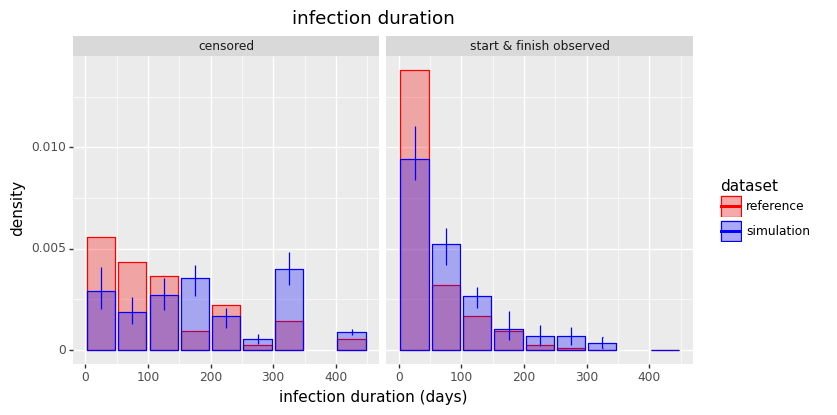 infection duration
censored
start & finish observed
density
0.010
0.005
0
0 100 200 300 400
0 100 200 300 400
infection duration (days)
dataset
reference
simulation